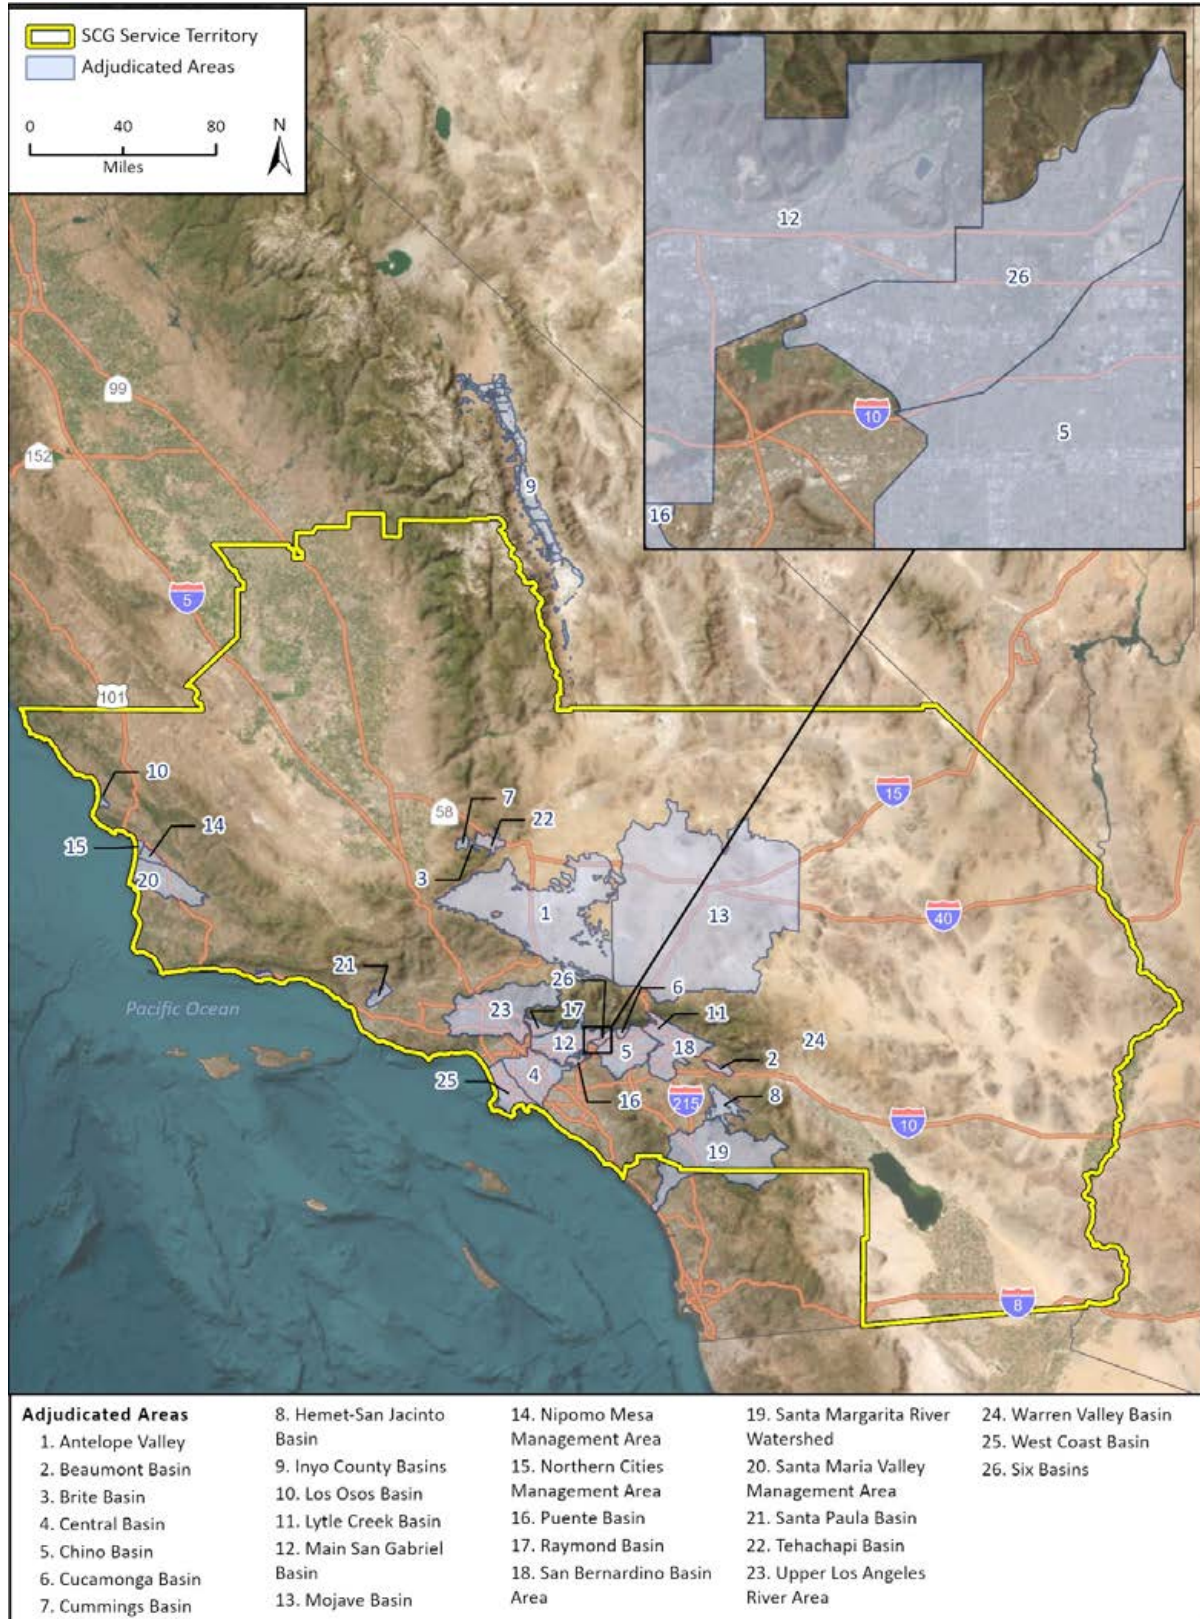 SCG Service Territory
Adjudicated Areas
0 40 80
Miles
N
12
26
10
5
16
99
152
9
5
101
10
7
58
22
14
15
3
20
15
1
13
40
21
26
6
Pacific Ocean
23
17
11
12
5
18
24
2
25
4
16
215
8
10
19
8
Adjudicated Areas
1. Antelope Valley
2. Beaumont Basin
3. Brite Basin
4. Central Basin
5. Chino Basin
6. Cucamonga Basin
7. Cummings Basin
8. Hemet-San Jacinto
Basin
9. Inyo County Basins
10. Los Osos Basin
11. Lytle Creek Basin
12. Main San Gabriel
Basin
13. Mojave Basin
14. Nipomo Mesa
Management Area
15. Northern Cities
Management Area
16. Puente Basin
17. Raymond Basin
18. San Bernardino Basin
Area
19. Santa Margarita River
Watershed
20. Santa Maria Valley
Management Area
21. Santa Paula Basin
22. Tehachapi Basin
23. Upper Los Angeles
River Area
24. Warren Valley Basin
25. West Coast Basin
26. Six Basins